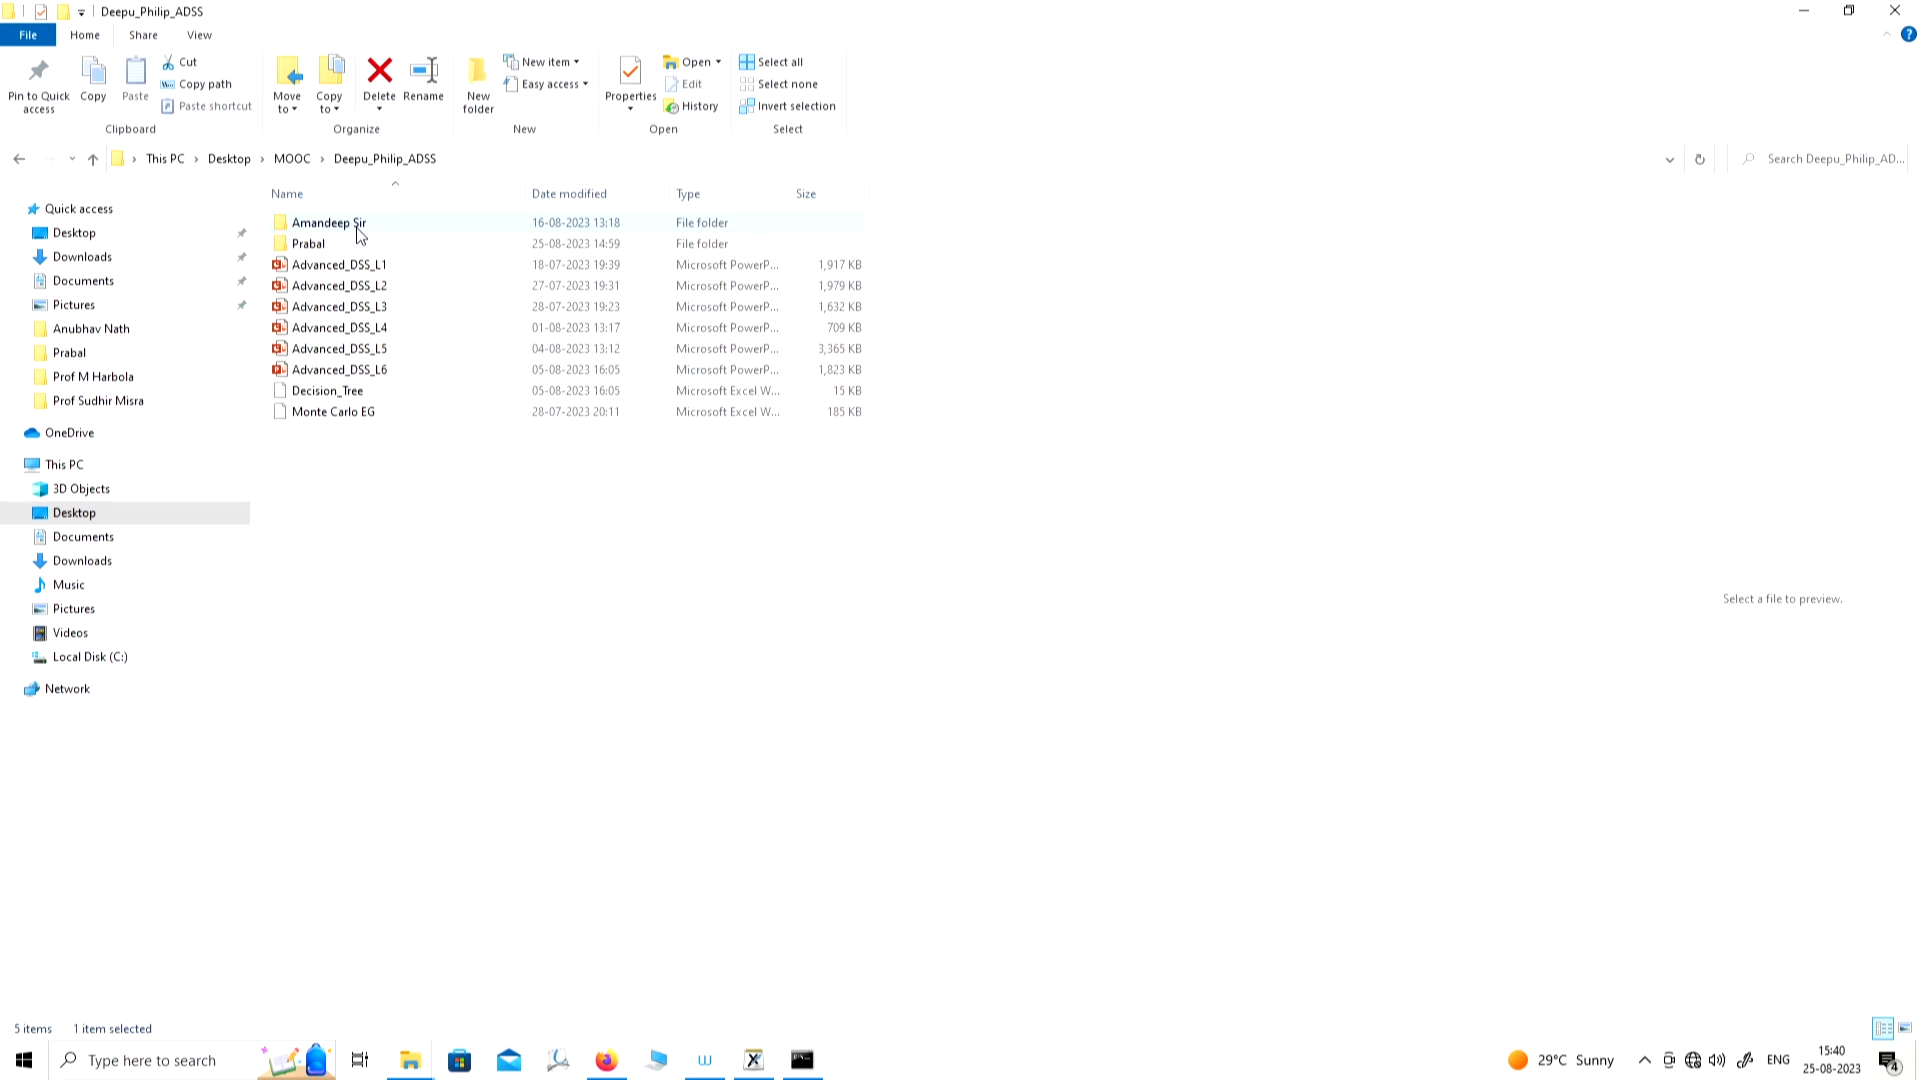 Deepu_Philip_ADSS
File Home Share View
Pin to Quick access
Copy
Paste
Cut
Copy path
Paste shortcut
Clipboard
Move to
Copy to
Delete
Rename
Organize
New folder
New item
Easy access
New
Properties
Open
Edit
History
Open
Select all
Select none
Invert selection
Select
This PC › Desktop › MOOC › Deepu_Philip_ADSS
Search Deepu_Philip_AD...
Quick access
Desktop
Downloads
Documents
Pictures
Anubhav Nath
Prabal
Prof M Harbola
Prof Sudhir Misra
OneDrive
This PC
3D Objects
Desktop
Documents
Downloads
Music
Pictures
Videos
Local Disk (C:)
Network
Name Date modified Type Size
Amandeep Sir 16-08-2023 13:18 File folder
Prabal 25-08-2023 14:59 File folder
Advanced_DSS_L1 18-07-2023 19:39 Microsoft PowerP... 1,917 KB
Advanced_DSS_L2 27-07-2023 19:31 Microsoft PowerP... 1,979 KB
Advanced_DSS_L3 28-07-2023 19:23 Microsoft PowerP... 1,632 KB
Advanced_DSS_L4 01-08-2023 13:17 Microsoft PowerP... 709 KB
Advanced_DSS_L5 04-08-2023 13:12 Microsoft PowerP... 3,365 KB
Advanced_DSS_L6 05-08-2023 16:05 Microsoft PowerP... 1,823 KB
Decision_Tree 05-08-2023 16:05 Microsoft Excel W... 15 KB
Monte Carlo EG 28-07-2023 20:11 Microsoft Excel W... 185 KB
Select a file to preview.
5 items 1 item selected
Type here to search
29°C Sunny
ENG
15:40
25-08-2023
4